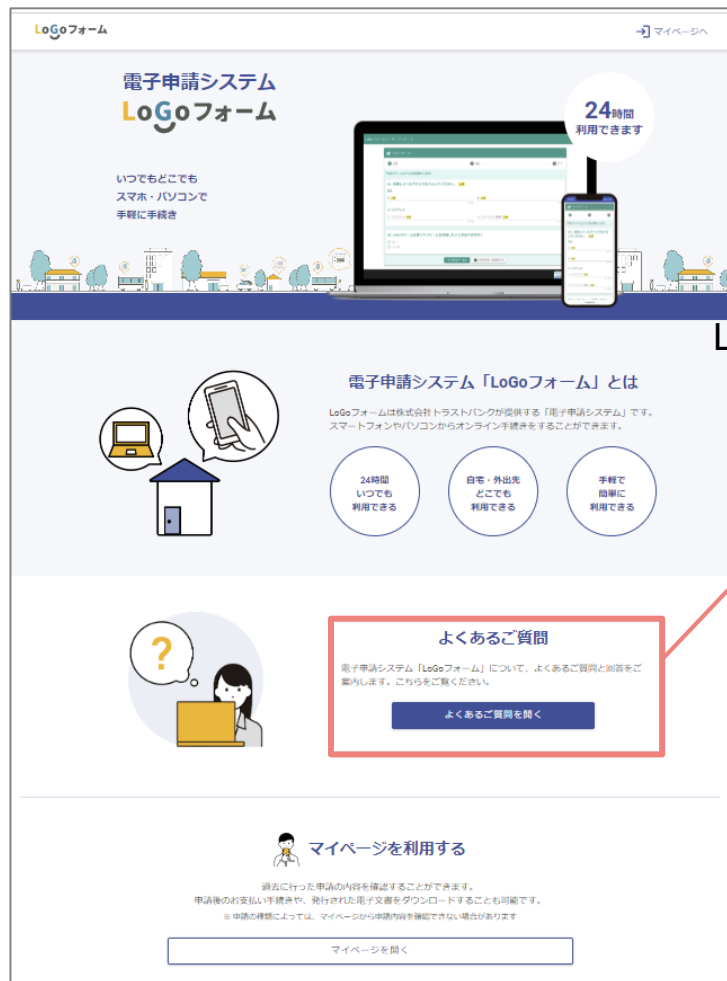 LoGoフォーム
マイページへ
電子申請システム
LoGoフォーム
いつでもどこでも
スマホ・パソコンで
手軽に手続き
24時間
利用できます
L
電子申請システム「LoGoフォーム」とは
LoGoフォームは株式会社トラストバンクが提供する「電子申請システム」です。
スマートフォンやパソコンからオンライン手続きをすることができます。
24時間
いつでも
利用できる
自宅・外出先
どこでも
利用できる
手軽で
簡単に
利用できる
?
よくあるご質問
電子申請システム「LoGoフォーム」について、よくあるご質問と回答をご
案内します。こちらをご覧ください。
よくあるご質問を開く
マイページを利用する
過去に行った申請の内容を確認することができます。
申請後のお支払い手続きや、発行された電子文書をダウンロードすることも可能です。
※ 申請の種類によっては、マイページから申請内容を確認できない場合があります
マイページを開く